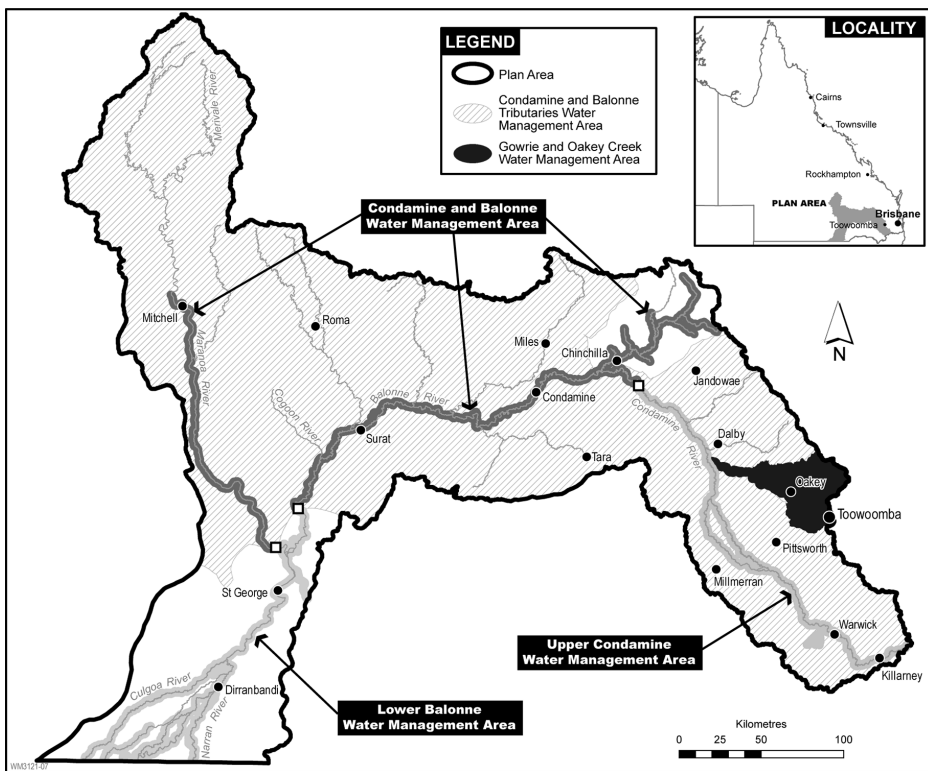 LEGEND
Plan Area
Condamine and Balonne
Tributaries Water
Management Area
Gowrie and Oakey Creek
Water Management Area
LOCALITY
Cairns
Townsville
Rockhampton
PLAN AREA
Brisbane
Toowoomba
Merivale River
Condamine and Balonne
Water Management Area
Mitchell
Roma
Miles
Chinchilla
Maranoa River
Cogoon River
Balonne River
Condamine
Jandowae
N
Surat
Condamine River
Dalby
Tara
Oakey
Toowoomba
Pittsworth
St George
Millmerran
Upper Condamine
Water Management Area
Warwick
Killarney
Culgoa River
Dirranbandi
Narran River
Lower Balonne
Water Management Area
Kilometres
0 25 50 100
WM3121-07